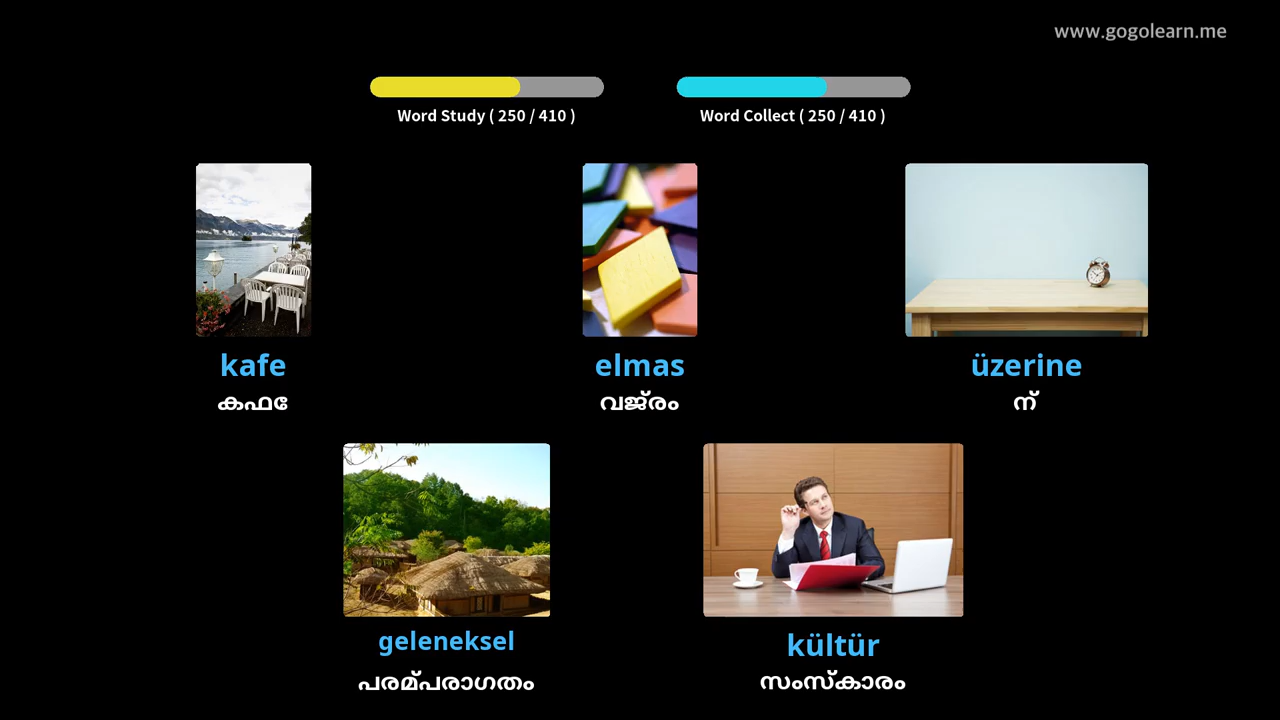 www.gogolearn.me
Word Study ( 250 / 410 )
Word Collect ( 250 / 410 )
kafe
കഫേ
elmas
വജ്രം
üzerine
ന്
geleneksel
പരമ്പരാഗതം
kültür
സംസ്കാരം